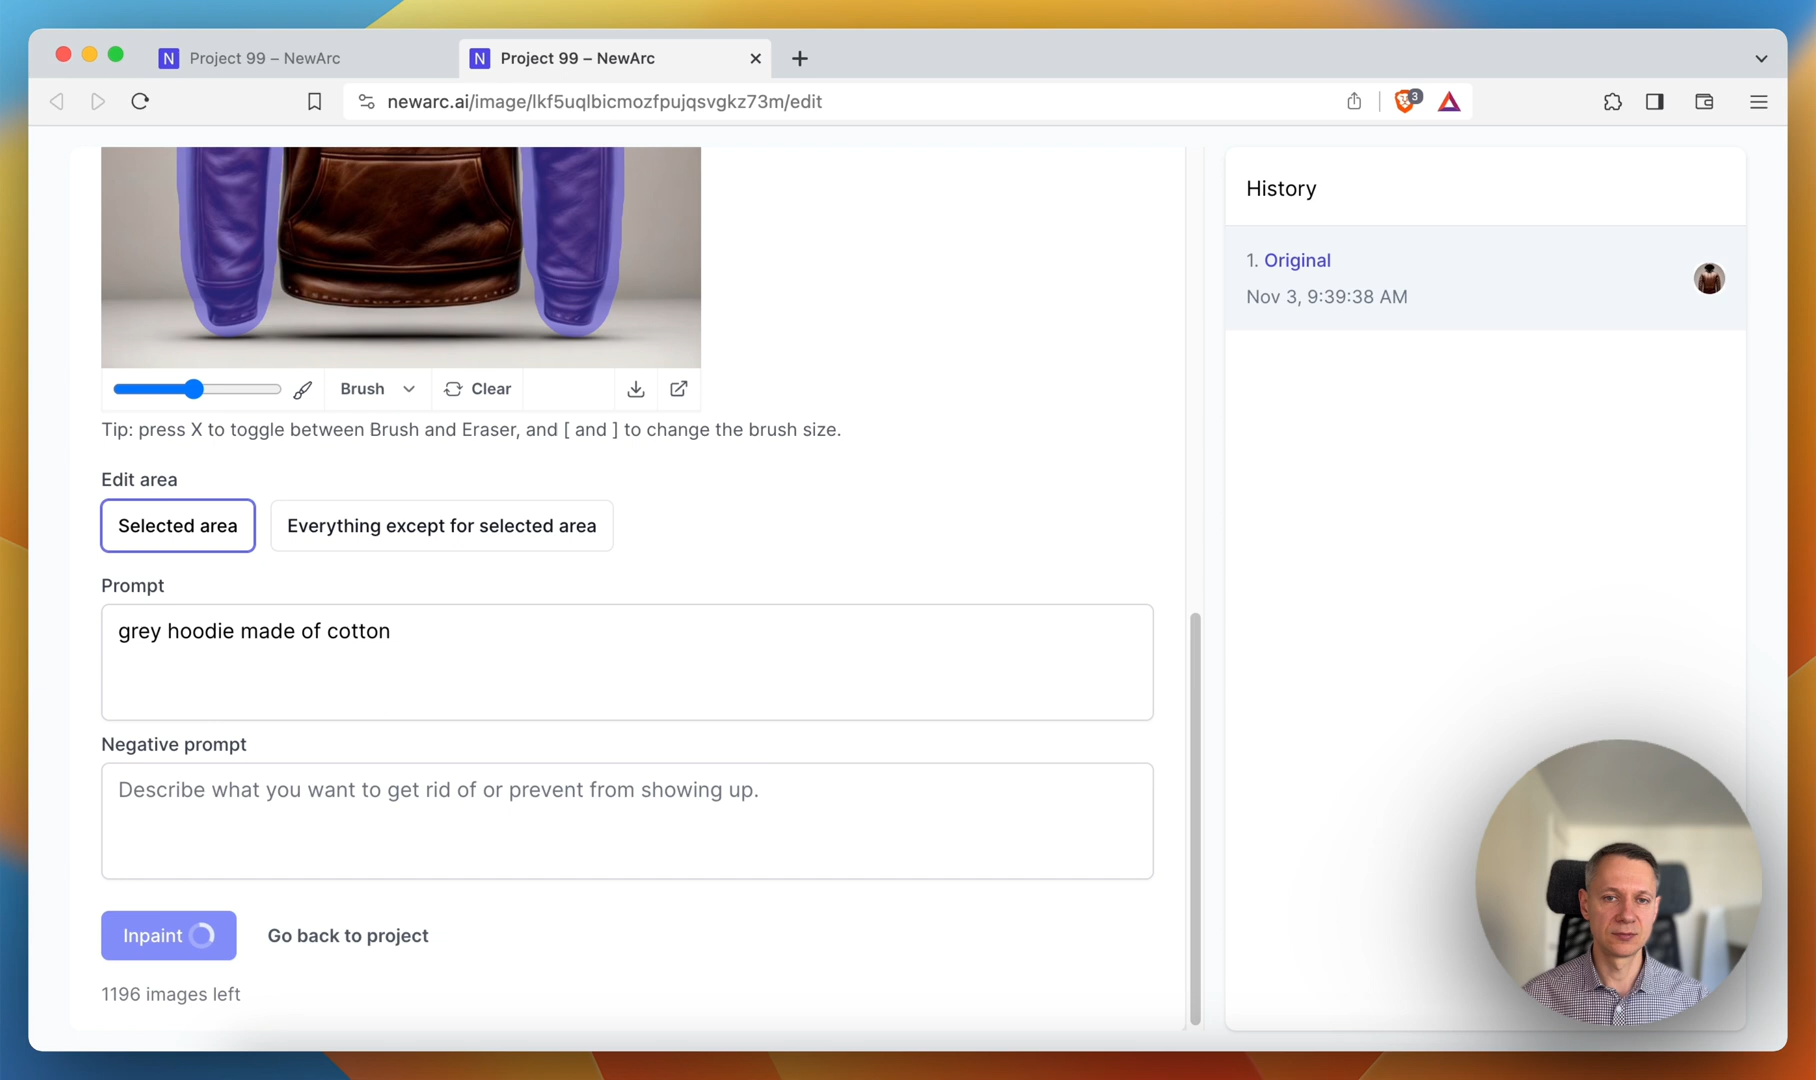 N Project 99 – NewArc
N Project 99 – NewArc
newarc.ai/image/lkf5uqlbicmozfpujqsvgkz73m/edit
3
Brush
Clear
Tip: press X to toggle between Brush and Eraser, and [ and ] to change the brush size.
Edit area
Selected area
Everything except for selected area
Prompt
grey hoodie made of cotton
Negative prompt
Describe what you want to get rid of or prevent from showing up.
Inpaint
Go back to project
1196 images left
History
1. Original
Nov 3, 9:39:38 AM